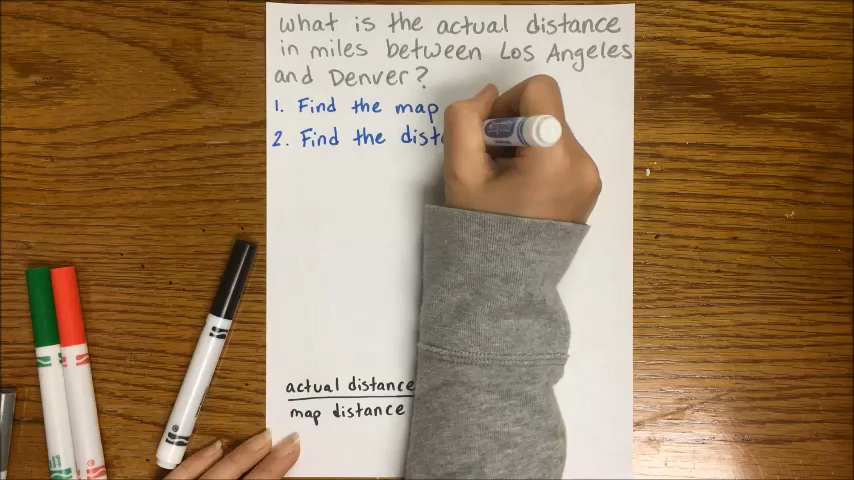 What is the actual distance
in miles between Los Angeles
and Denver?
1. Find the map
2. Find the dist
actual distance
map distance